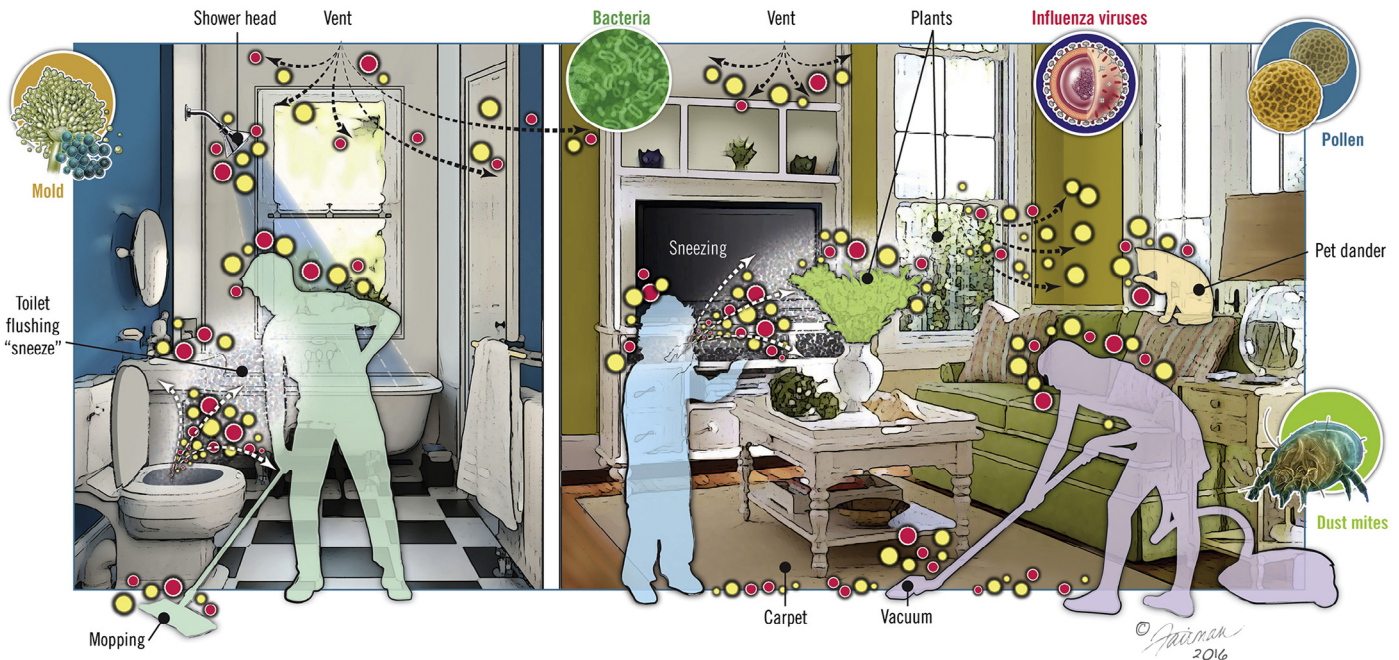 Shower head
Vent
Bacteria
Vent
Plants
Influenza viruses
Mold
Pollen
Sneezing
Pet dander
Toilet
flushing
“sneeze”
Dust mites
Mopping
Carpet
Vacuum
© Fairman
2016